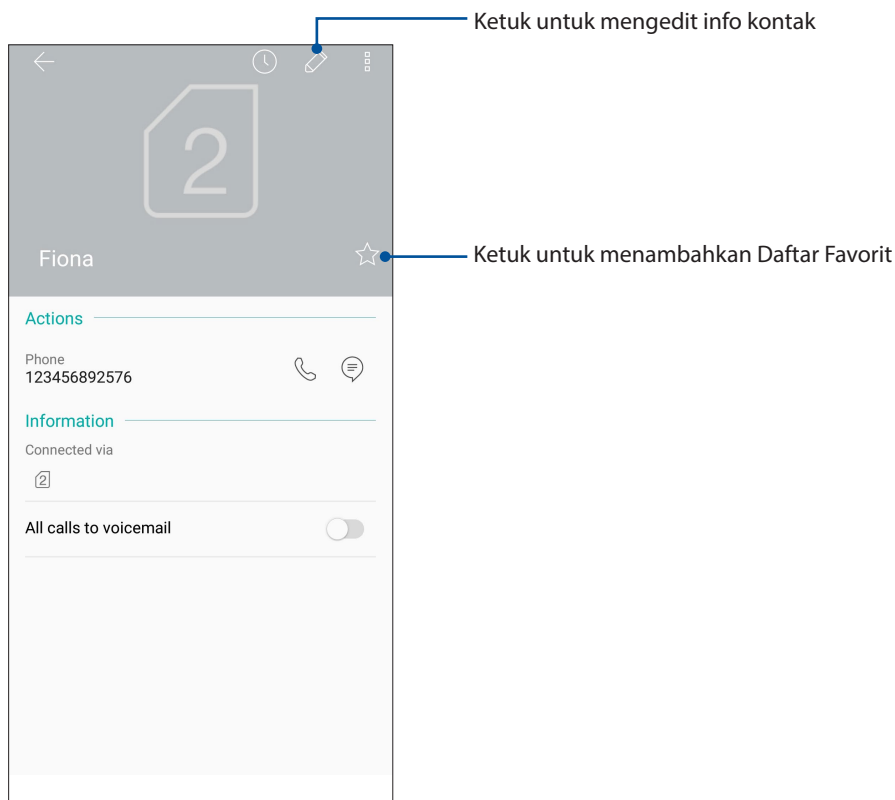 Ketuk untuk mengedit info kontak
2
Fiona
Ketuk untuk menambahkan Daftar Favorit
Actions
Phone
123456892576
Information
Connected via
2
All calls to voicemail